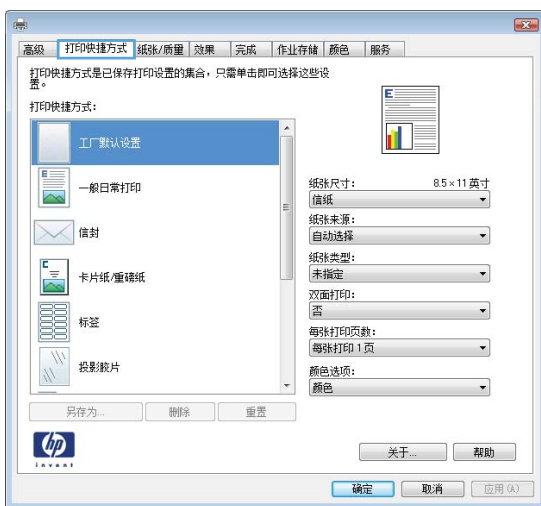 高级 打印快捷方式 纸张/质量 效果 完成 作业存储 颜色 服务
打印快捷方式是已保存打印设置的集合，只需单击即可选择这些设
置。
打印快捷方式：
工厂默认设置
一般日常打印
信封
卡片纸/重磅纸
标签
投影胶片
另存为... 删除 重置
E
纸张尺寸： 8.5 × 11 英寸
信纸
纸张来源：
自动选择
纸张类型：
未指定
双面打印：
否
每张打印页数：
每张打印 1 页
颜色选项：
颜色
hp
invent
关于... 帮助
确定 取消 应用(A)